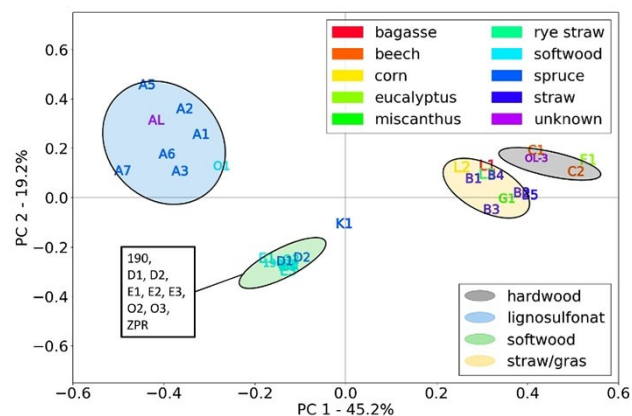 0.6
0.4
0.2
0.0
−0.2
−0.4
−0.6
PC 2 - 19.2%
bagasse
beech
corn
eucalyptus
miscanthus
rye straw
softwood
spruce
straw
unknown
A5
A2
AL
A1
A6
A7
A3
O1
K1
C1
OL-3
F1
C2
L2
L1
B1
B4
G1
B3
190,
D1, D2,
E1, E2, E3,
O2, O3,
ZPR
D1
D2
hardwood
lignosulfonat
softwood
straw/gras
−0.6
−0.4
−0.2
0.0
0.2
0.4
0.6
PC 1 - 45.2%